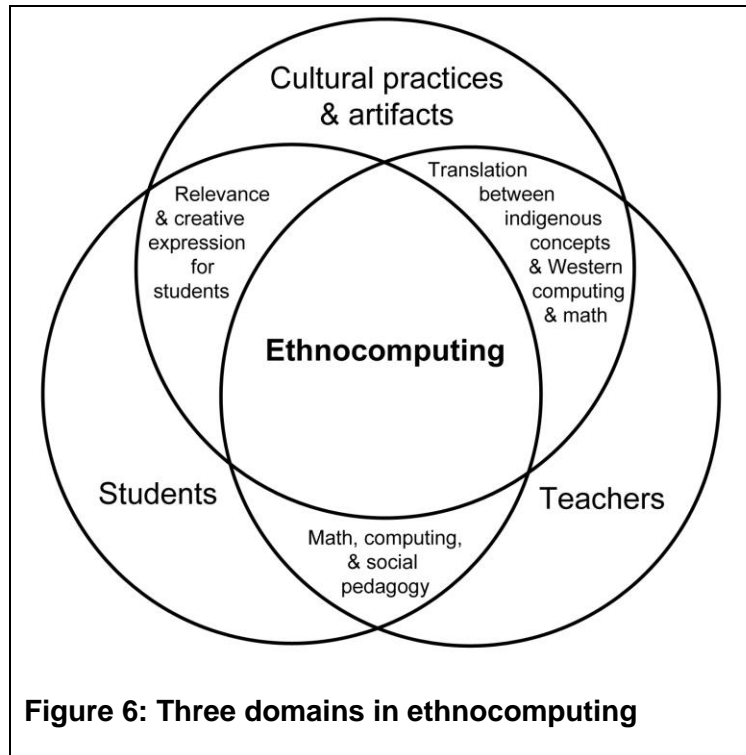 Cultural practices
& artifacts
Relevance
& creative
expression
for
students
Translation
between
indigenous
concepts
& Western
computing
& math
Ethnocomputing
Students
Teachers
Math, computing,
& social
pedagogy
Figure 6: Three domains in ethnocomputing